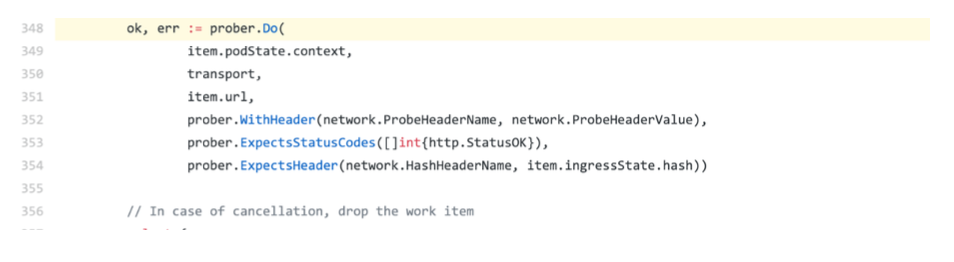 348 ok, err := prober.Do(
349 item.podState.context,
350 transport,
351 item.url,
352 prober.WithHeader(network.ProbeHeaderName, network.ProbeHeaderValue),
353 prober.ExpectsStatusCodes([]int{http.StatusOK}),
354 prober.ExpectsHeader(network.HashHeaderName, item.ingressState.hash))
355
356 // In case of cancellation, drop the work item